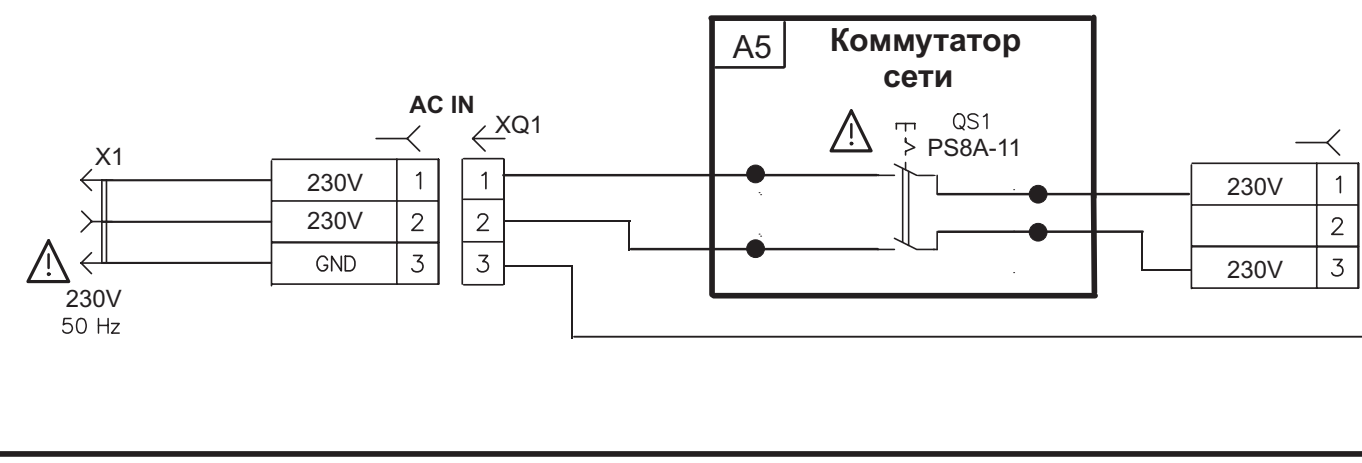 A5
Коммутатор
сети
AC IN
XQ1
QS1
PS8A-11
X1
230V 1
230V 2
GND 3
1
2
3
230V 1
2
230V 3
230V
50 Hz